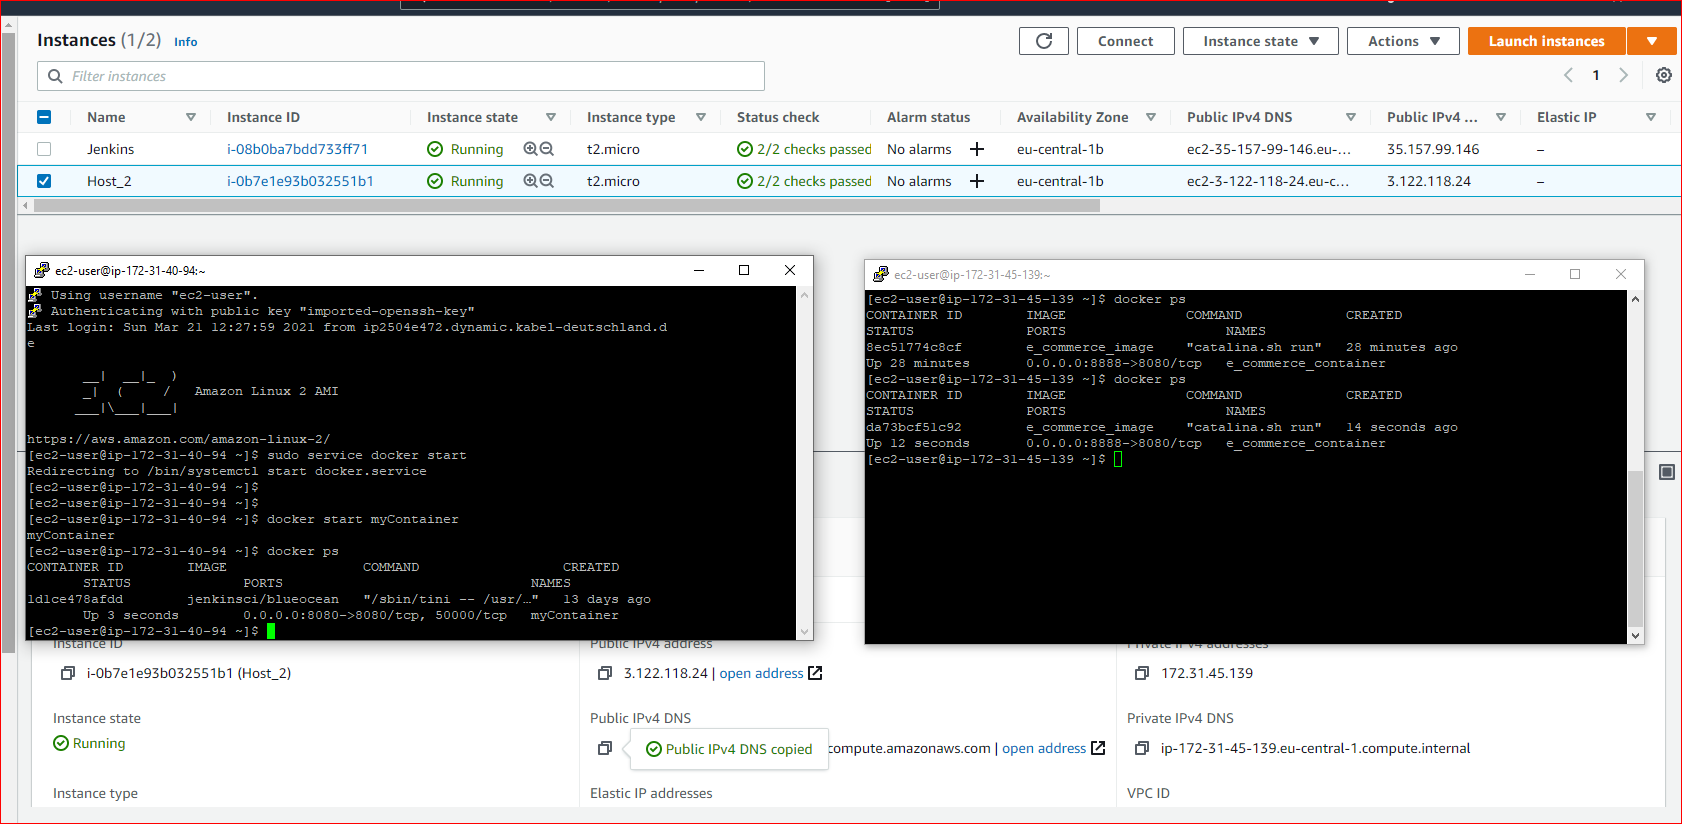 Instances (1/2) Info
Connect
Instance state
Actions
Launch instances
Filter instances
1
Name Instance ID Instance state Instance type Status check Alarm status Availability Zone Public IPv4 DNS Public IPv4 ... Elastic IP
Jenkins i-08b0ba7bdd733ff71 Running t2.micro 2/2 checks passed No alarms + eu-central-1b ec2-35-157-99-146.eu-... 35.157.99.146 –
Host_2 i-0b7e1e93b032551b1 Running t2.micro 2/2 checks passed No alarms + eu-central-1b ec2-3-122-118-24.eu-c... 3.122.118.24 –
ec2-user@ip-172-31-40-94:~
Using username "ec2-user".
Authenticating with public key "imported-openssh-key"
Last login: Sun Mar 21 12:27:59 2021 from ip2504e472.dynamic.kabel-deutschland.d
e
__|  __|_  )
_|  (     /   Amazon Linux 2 AMI
___|\___|___|
https://aws.amazon.com/amazon-linux-2/
[ec2-user@ip-172-31-40-94 ~]$ sudo service docker start
Redirecting to /bin/systemctl start docker.service
[ec2-user@ip-172-31-40-94 ~]$
[ec2-user@ip-172-31-40-94 ~]$
[ec2-user@ip-172-31-40-94 ~]$ docker start myContainer
myContainer
[ec2-user@ip-172-31-40-94 ~]$ docker ps
CONTAINER ID IMAGE COMMAND CREATED
STATUS PORTS NAMES
1d1ce478afdd jenkinsci/blueocean "/sbin/tini -- /usr/…" 13 days ago
Up 3 seconds 0.0.0.0:8080->8080/tcp, 50000/tcp myContainer
[ec2-user@ip-172-31-40-94 ~]$
ec2-user@ip-172-31-45-139:~
[ec2-user@ip-172-31-45-139 ~]$ docker ps
CONTAINER ID IMAGE COMMAND CREATED
STATUS PORTS NAMES
8ec51774c8cf e_commerce_image "catalina.sh run" 28 minutes ago
Up 28 minutes 0.0.0.0:8888->8080/tcp e_commerce_container
[ec2-user@ip-172-31-45-139 ~]$ docker ps
CONTAINER ID IMAGE COMMAND CREATED
STATUS PORTS NAMES
da73bcf51c92 e_commerce_image "catalina.sh run" 14 seconds ago
Up 12 seconds 0.0.0.0:8888->8080/tcp e_commerce_container
[ec2-user@ip-172-31-45-139 ~]$
Instance ID
i-0b7e1e93b032551b1 (Host_2)
Public IPv4 address
3.122.118.24 | open address
Private IPv4 addresses
172.31.45.139
Instance state
Running
Public IPv4 DNS
Public IPv4 DNS copied
compute.amazonaws.com | open address
Private IPv4 DNS
ip-172-31-45-139.eu-central-1.compute.internal
Instance type
Elastic IP addresses
VPC ID